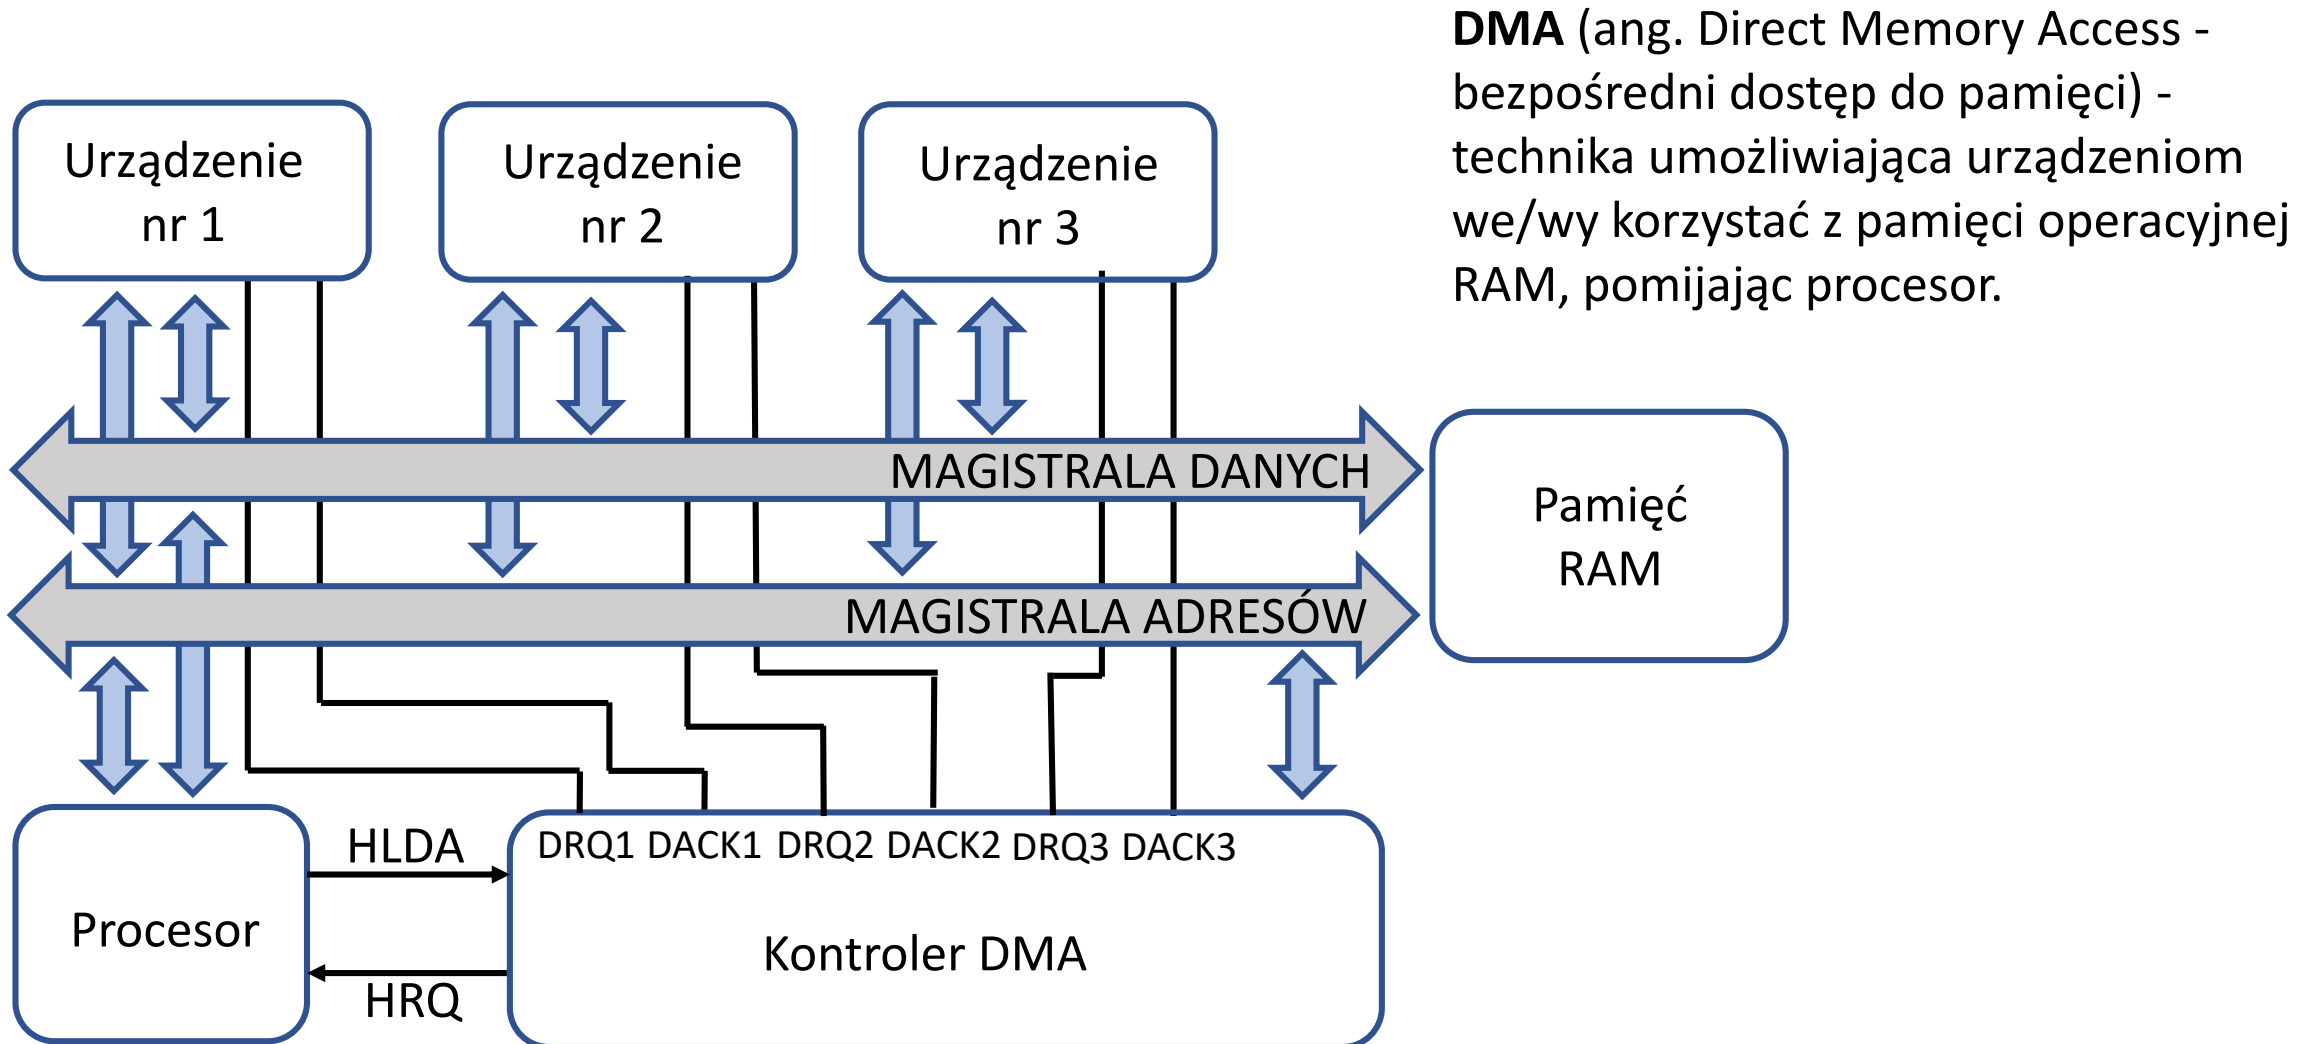 DMA (ang. Direct Memory Access -
bezpośredni dostęp do pamięci) -
technika umożliwiająca urządzeniom
we/wy korzystać z pamięci operacyjnej
RAM, pomijając procesor.
Urządzenie
nr 1
Urządzenie
nr 2
Urządzenie
nr 3
MAGISTRALA DANYCH
MAGISTRALA ADRESÓW
Pamięć
RAM
Procesor
HLDA
HRQ
DRQ1 DACK1 DRQ2 DACK2 DRQ3 DACK3
Kontroler DMA